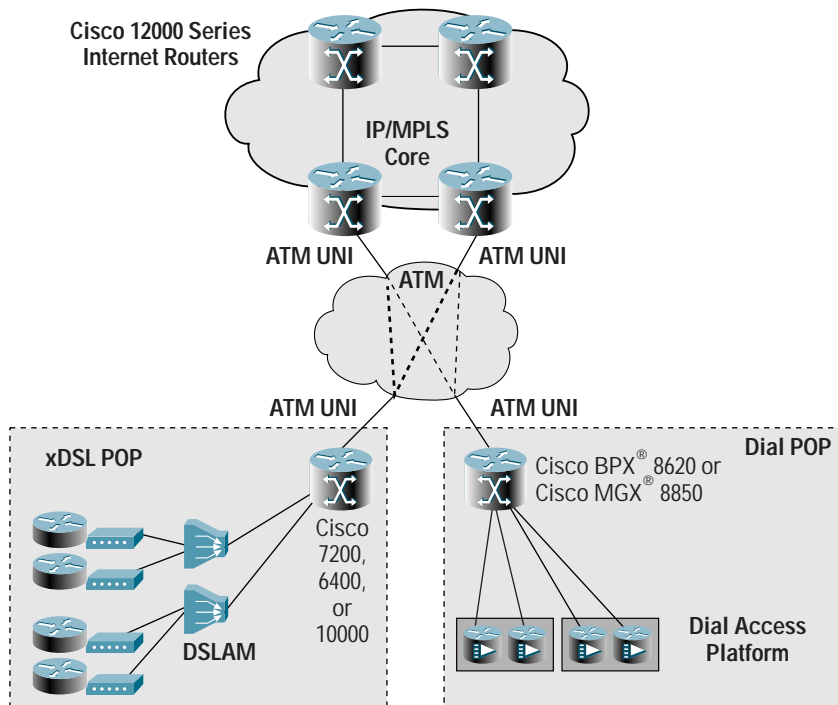 Cisco 12000 Series
Internet Routers
IP/MPLS
Core
ATM UNI
ATM UNI
ATM
ATM UNI
ATM UNI
xDSL POP
Cisco
7200,
6400,
or
10000
DSLAM
Dial POP
Cisco BPX® 8620 or
Cisco MGX® 8850
Dial Access
Platform